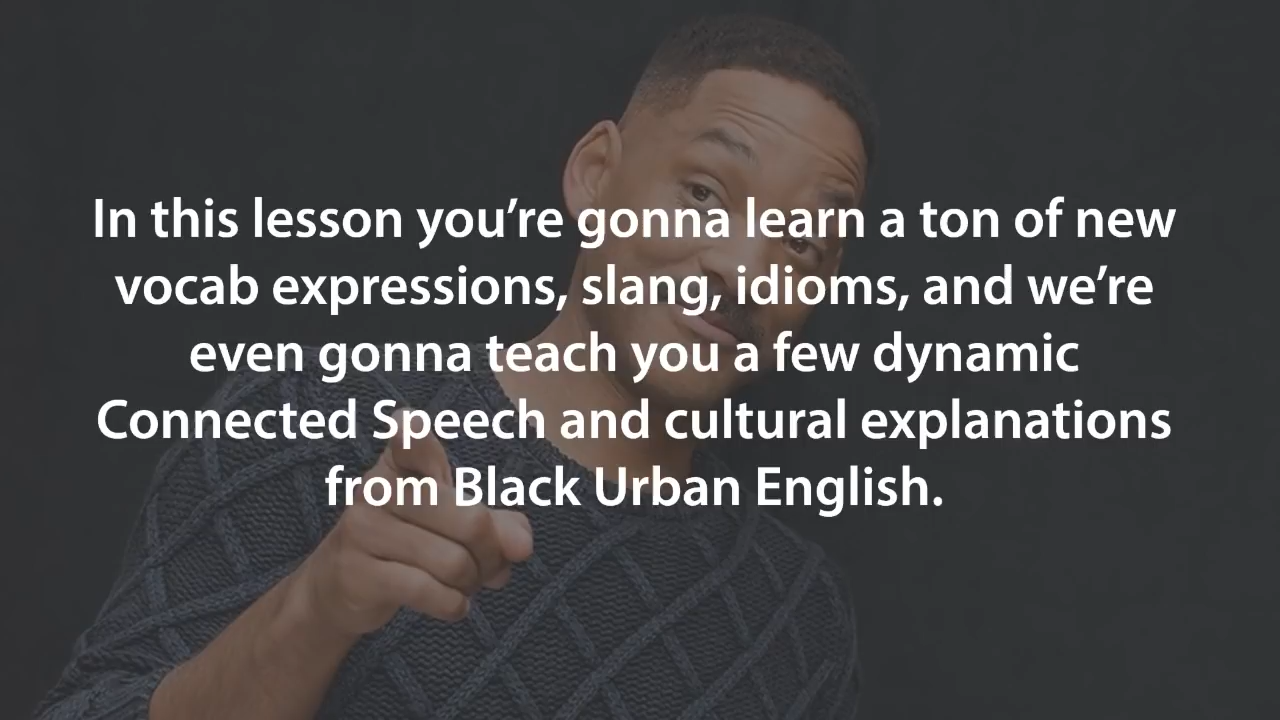 In this lesson you’re gonna learn a ton of new
vocab expressions, slang, idioms, and we’re
even gonna teach you a few dynamic
Connected Speech and cultural explanations
from Black Urban English.